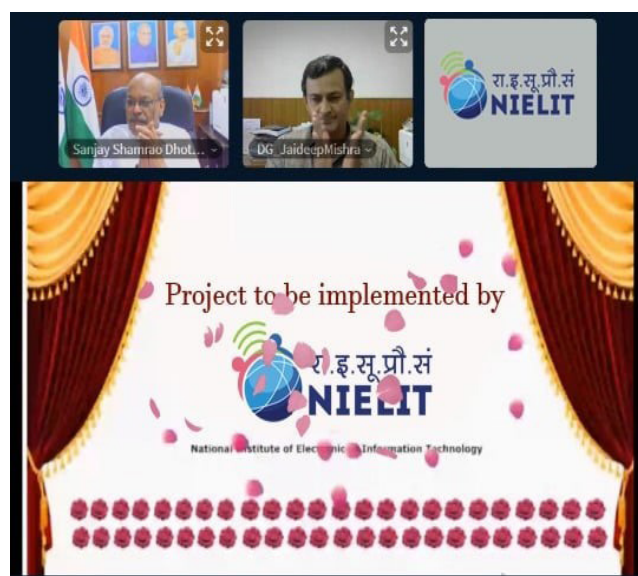 Sanjay Shamrao Dhot...
DG_JaideepMishra
रा.इ.सू.प्रौ.सं
NIELIT
Project to be implemented by
रा.इ.सू.प्रौ.सं
NIELIT
National Institute of Electronics & Information Technology